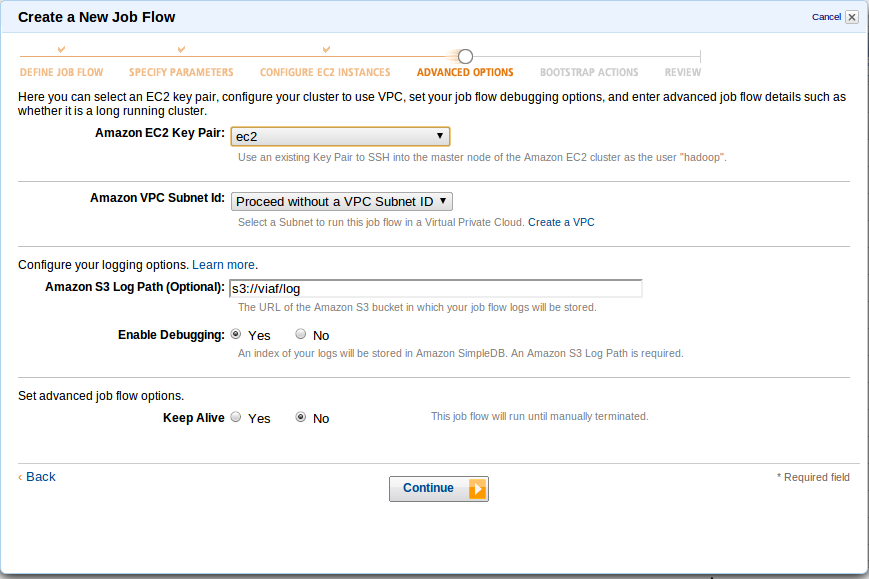 Create a New Job Flow
Cancel
DEFINE JOB FLOW SPECIFY PARAMETERS CONFIGURE EC2 INSTANCES ADVANCED OPTIONS BOOTSTRAP ACTIONS REVIEW
Here you can select an EC2 key pair, configure your cluster to use VPC, set your job flow debugging options, and enter advanced job flow details such as
whether it is a long running cluster.
Amazon EC2 Key Pair: ec2
Use an existing Key Pair to SSH into the master node of the Amazon EC2 cluster as the user "hadoop".
Amazon VPC Subnet Id: Proceed without a VPC Subnet ID
Select a Subnet to run this job flow in a Virtual Private Cloud. Create a VPC
Configure your logging options. Learn more.
Amazon S3 Log Path (Optional): s3://viaf/log
The URL of the Amazon S3 bucket in which your job flow logs will be stored.
Enable Debugging: Yes No
An index of your logs will be stored in Amazon SimpleDB. An Amazon S3 Log Path is required.
Set advanced job flow options.
Keep Alive Yes No This job flow will run until manually terminated.
‹ Back
Continue
* Required field